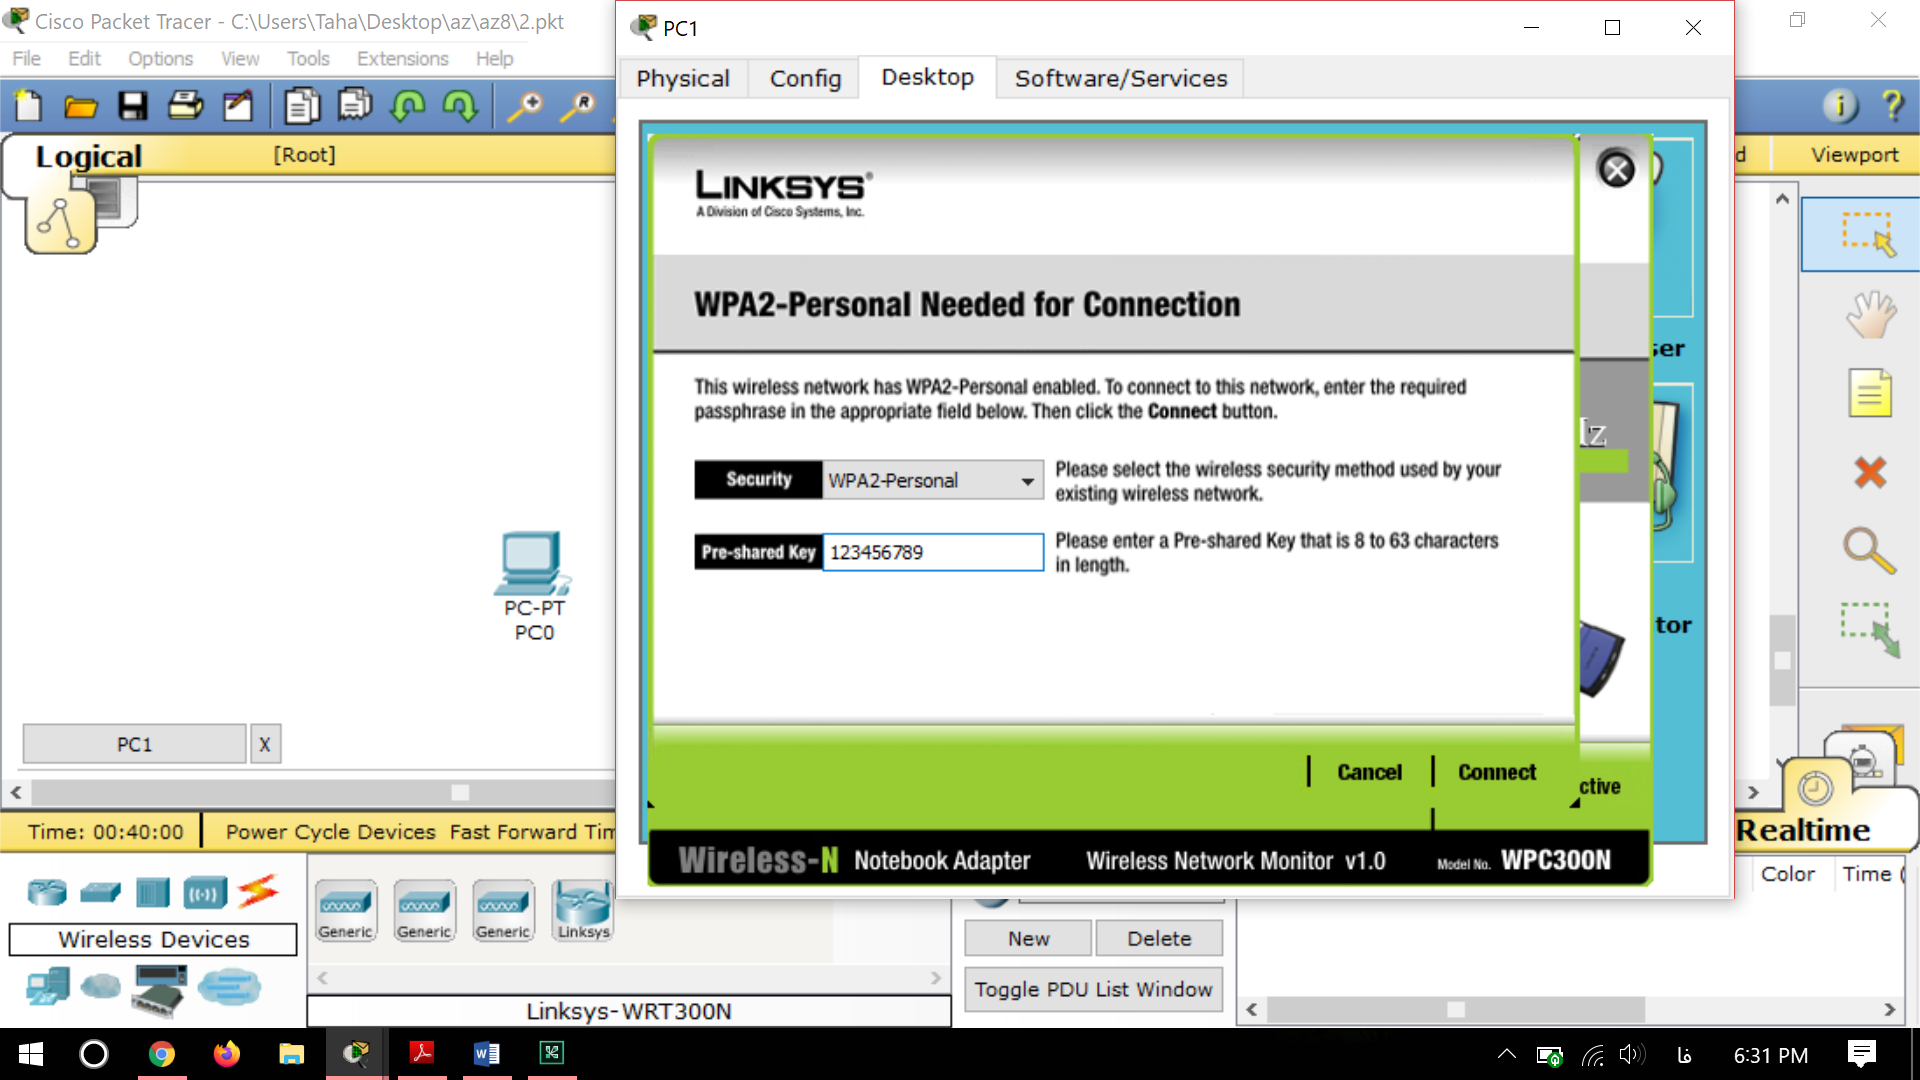 Cisco Packet Tracer - C:\Users\Taha\Desktop\az\az8\2.pkt
File Edit Options View Tools Extensions Help
Logical
[Root]
Viewport
PC1
Physical Config Desktop Software/Services
LINKSYS®
A Division of Cisco Systems, Inc.
WPA2-Personal Needed for Connection
This wireless network has WPA2-Personal enabled. To connect to this network, enter the required
passphrase in the appropriate field below. Then click the Connect button.
Security WPA2-Personal
Please select the wireless security method used by your
existing wireless network.
Pre-shared Key 123456789
Please enter a Pre-shared Key that is 8 to 63 characters
in length.
Cancel Connect
ctive
Wireless-N Notebook Adapter Wireless Network Monitor v1.0 Model No. WPC300N
ser
tor
PC-PT
PC0
PC1 X
Time: 00:40:00 Power Cycle Devices Fast Forward Tim
Realtime
Wireless Devices
Generic Generic Generic Linksys
Linksys-WRT300N
New Delete
Toggle PDU List Window
Color Time (
فا
6:31 PM